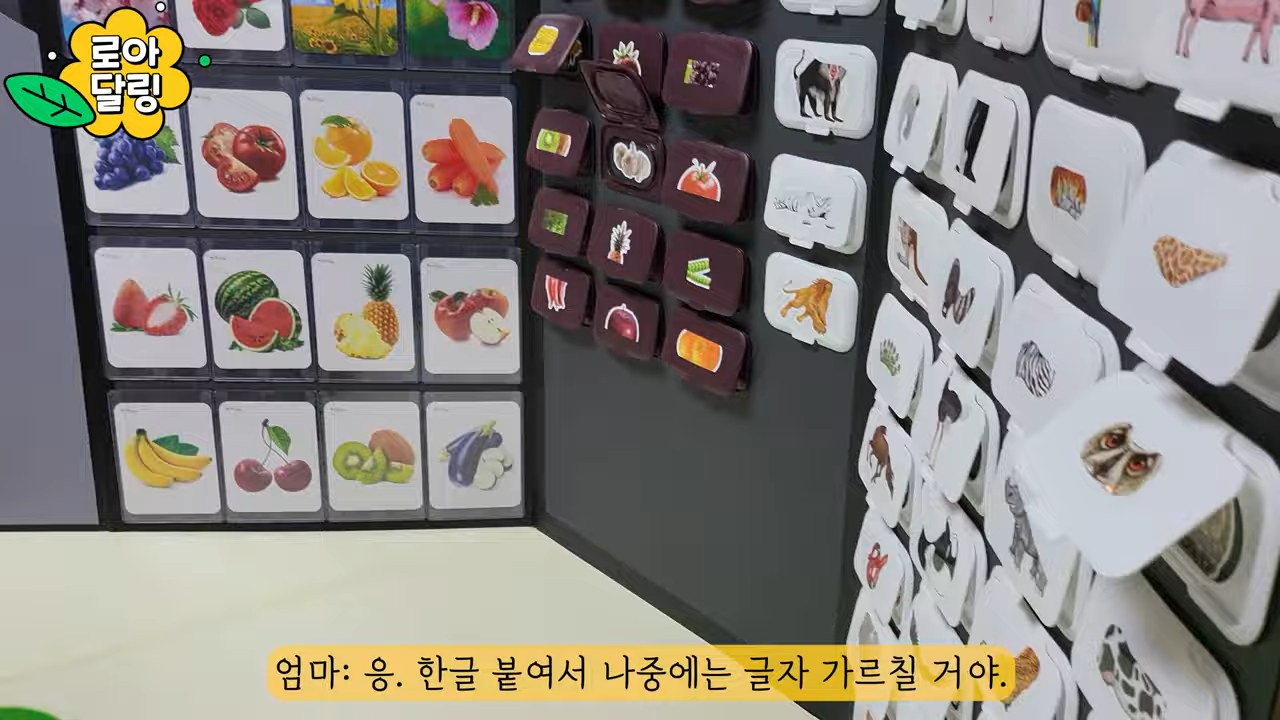 로아
달링
엄마: 응. 한글 붙여서 나중에는 글자 가르칠 거야.